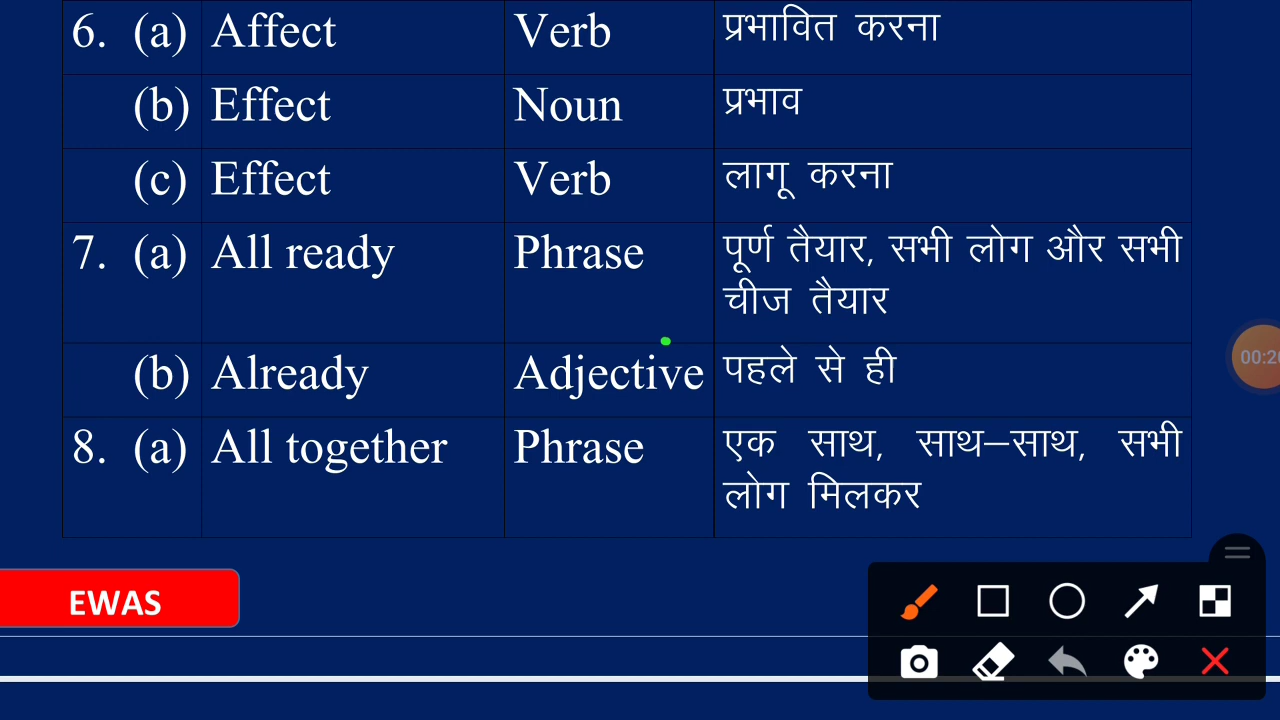 6. (a) Affect Verb प्रभावित करना
(b) Effect Noun प्रभाव
(c) Effect Verb लागू करना
7. (a) All ready Phrase पूर्ण तैयार, सभी लोग और सभी
चीज तैयार
(b) Already Adjective पहले से ही
8. (a) All together Phrase एक साथ, साथ–साथ, सभी
लोग मिलकर
EWAS